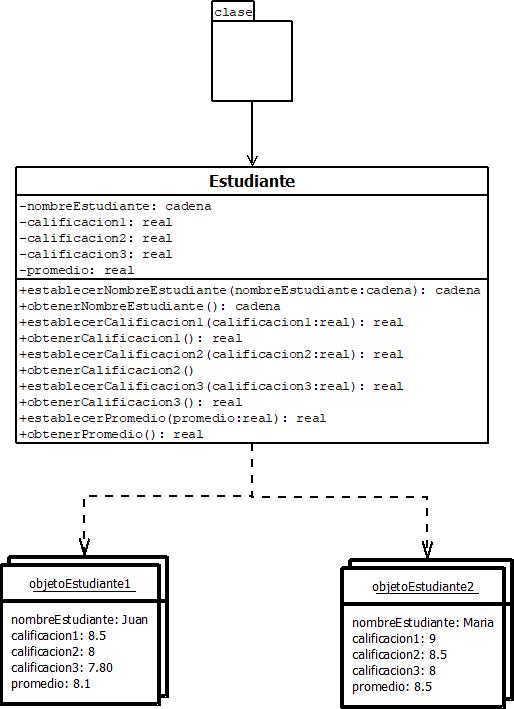 clase
Estudiante
-nombreEstudiante: cadena
-calificacion1: real
-calificacion2: real
-calificacion3: real
-promedio: real
+establecerNombreEstudiante(nombreEstudiante:cadena): cadena
+obtenerNombreEstudiante(): cadena
+establecerCalificacion1(calificacion1:real): real
+obtenerCalificacion1(): real
+establecerCalificacion2(calificacion2:real): real
+obtenerCalificacion2()
+establecerCalificacion3(calificacion3:real): real
+obtenerCalificacion3(): real
+establecerPromedio(promedio:real): real
+obtenerPromedio(): real
objetoEstudiante1
nombreEstudiante: Juan
calificacion1: 8.5
calificacion2: 8
calificacion3: 7.80
promedio: 8.1
objetoEstudiante2
nombreEstudiante: Maria
calificacion1: 9
calificacion2: 8.5
calificacion3: 8
promedio: 8.5